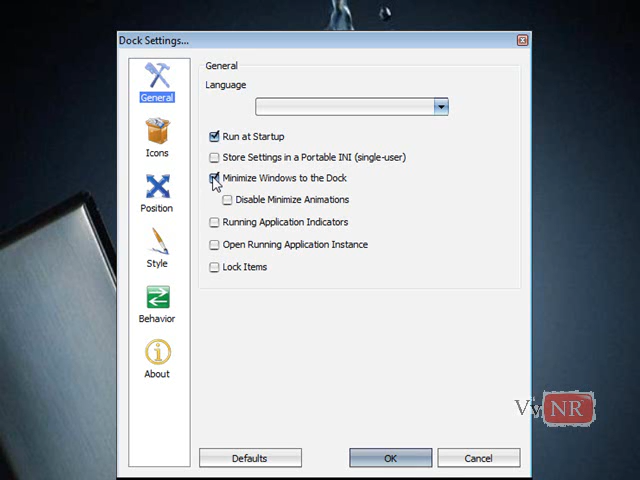 Dock Settings...
General
Language
Run at Startup
Store Settings in a Portable INI (single-user)
Minimize Windows to the Dock
Disable Minimize Animations
Running Application Indicators
Open Running Application Instance
Lock Items
General
Icons
Position
Style
Behavior
About
Defaults
OK
Cancel
NR